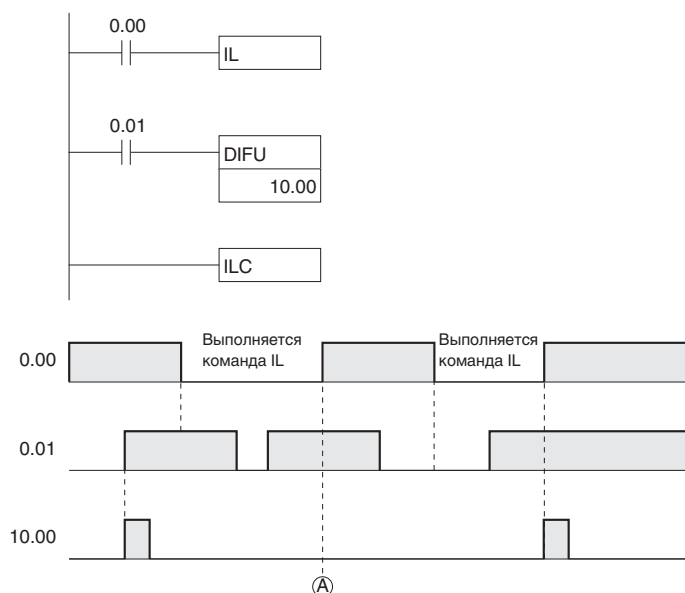 0.00
IL
0.01
DIFU
10.00
ILC
Выполняется
команда IL
Выполняется
команда IL
0.00
0.01
10.00
A